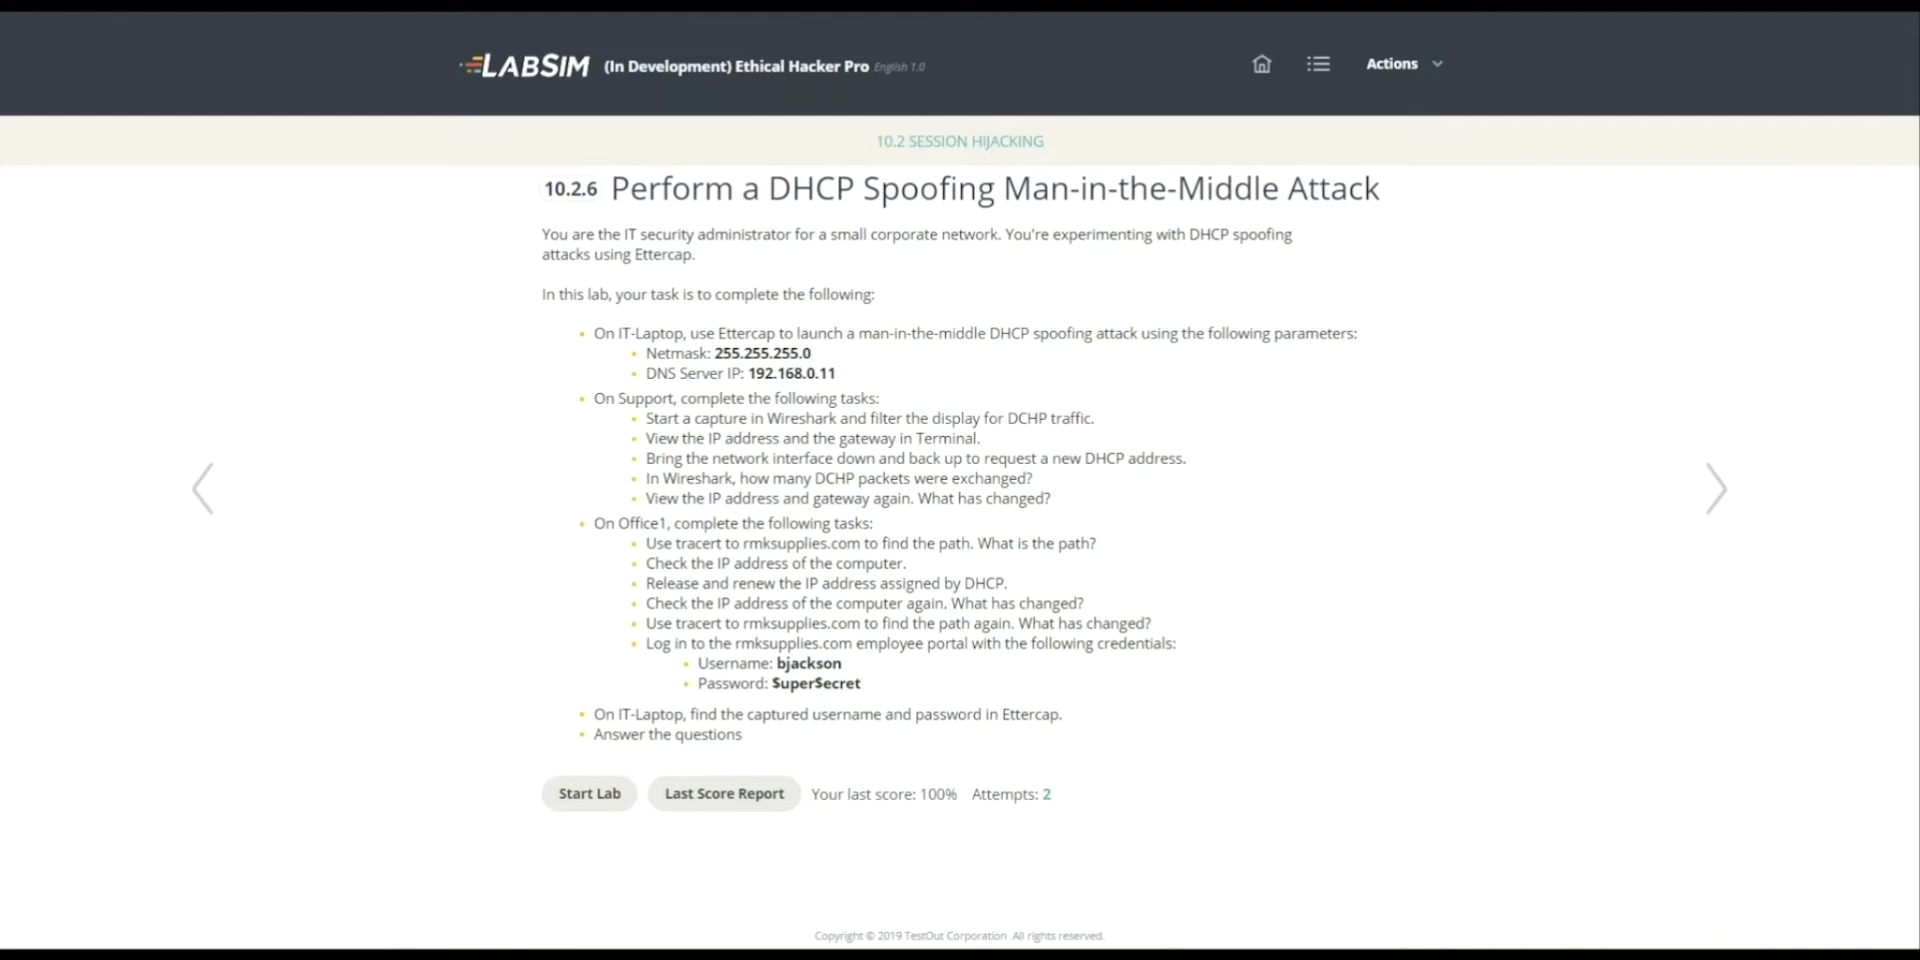 LABSIM (In Development) Ethical Hacker Pro English 1.0
Actions
10.2 SESSION HIJACKING
10.2.6 Perform a DHCP Spoofing Man-in-the-Middle Attack
You are the IT security administrator for a small corporate network. You're experimenting with DHCP spoofing
attacks using Ettercap.
In this lab, your task is to complete the following:
On IT-Laptop, use Ettercap to launch a man-in-the-middle DHCP spoofing attack using the following parameters:
Netmask: 255.255.255.0
DNS Server IP: 192.168.0.11
On Support, complete the following tasks:
Start a capture in Wireshark and filter the display for DCHP traffic.
View the IP address and the gateway in Terminal.
Bring the network interface down and back up to request a new DHCP address.
In Wireshark, how many DCHP packets were exchanged?
View the IP address and gateway again. What has changed?
On Office1, complete the following tasks:
Use tracert to rmksupplies.com to find the path. What is the path?
Check the IP address of the computer.
Release and renew the IP address assigned by DHCP.
Check the IP address of the computer again. What has changed?
Use tracert to rmksupplies.com to find the path again. What has changed?
Log in to the rmksupplies.com employee portal with the following credentials:
Username: bjackson
Password: $uper$ecret
On IT-Laptop, find the captured username and password in Ettercap.
Answer the questions
Start Lab Last Score Report Your last score: 100% Attempts: 2
Copyright © 2019 TestOut Corporation All rights reserved.